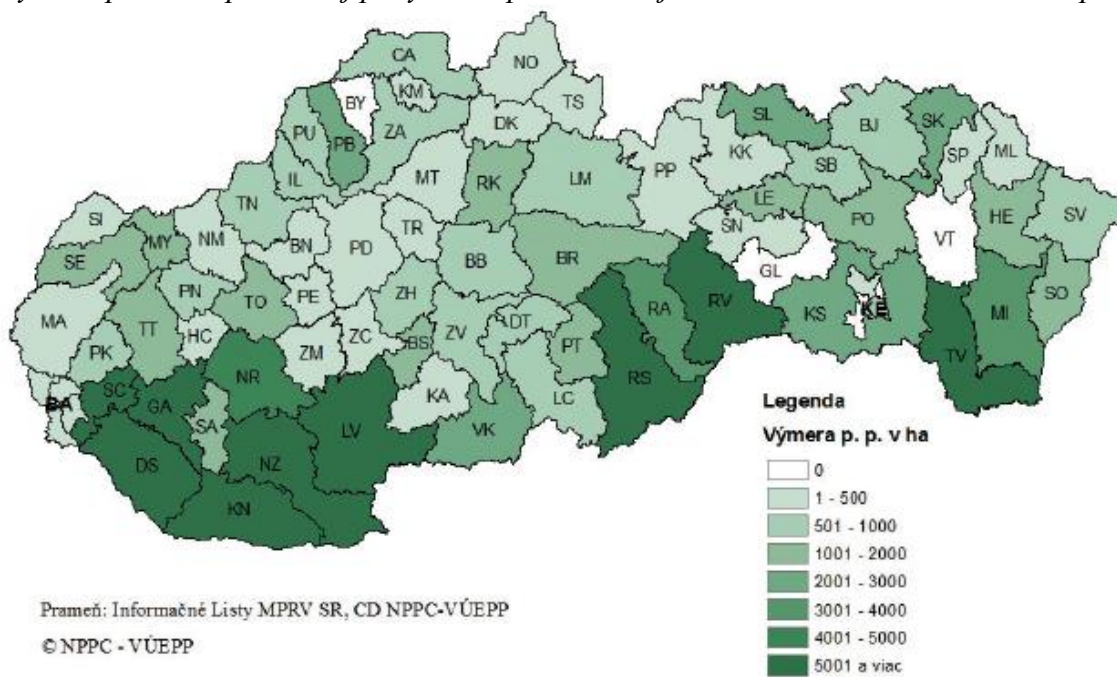 CA
NO
TS
KM
BY
PU
PB
ZA
DK
SL
BJ
SK
SP
ML
KK
PP
SB
IL
MT
RK
LM
LE
TN
PO
HE
SV
VT
SI
MY
NM
BN
PD
TR
SN
SE
BB
BR
GL
PN
TO
PE
ZH
RV
KS
KE
SO
MA
TT
HC
ZM
ZC
BS
ZV
DT
RA
MI
PK
PT
NR
TV
BA
SC
GA
SA
KA
LC
RS
DS
NZ
LV
VK
KN
Legenda
Výmera p. p. v ha
0
1 - 500
501 - 1000
1001 - 2000
2001 - 3000
3001 - 4000
4001 - 5000
5001 a viac
Prameň: Informačné Listy MPRV SR, CD NPPC-VÚEPP
© NPPC - VÚEPP